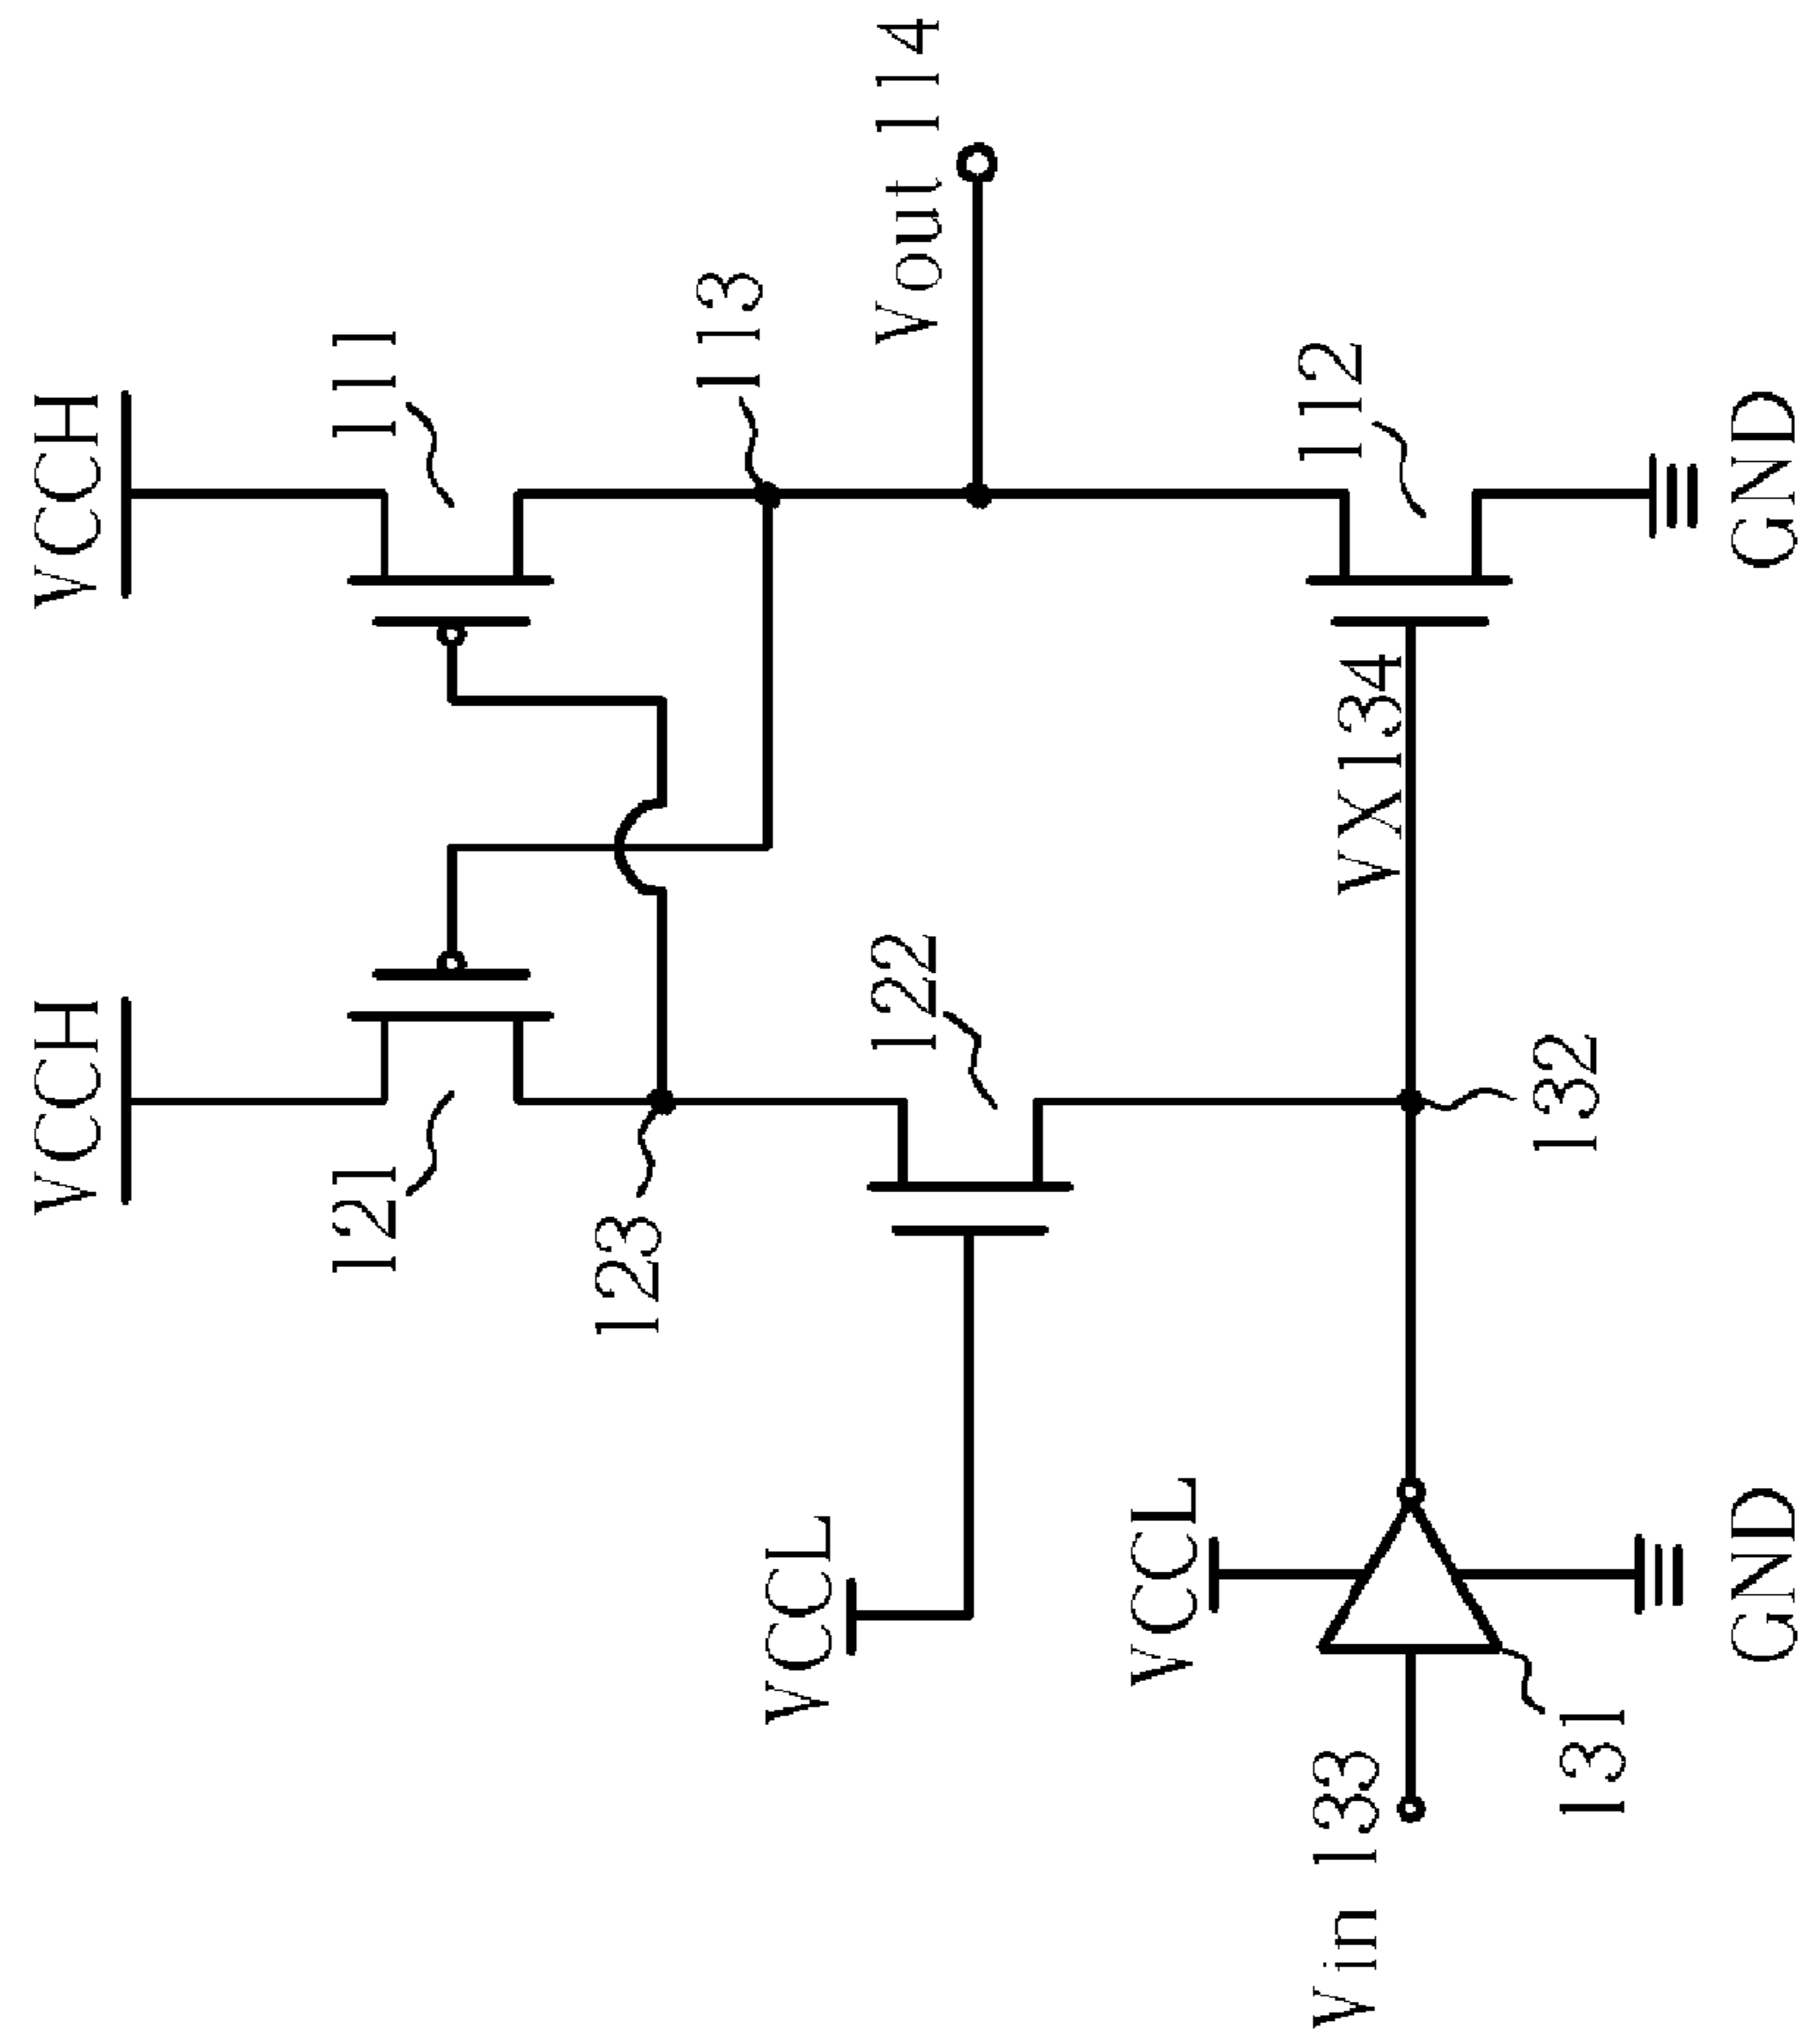 VCCH
VCCH
121
111
123
113
VCCL
122
Vout 114
VCCL
Vin 133
VX134
112
131
132
GND
GND